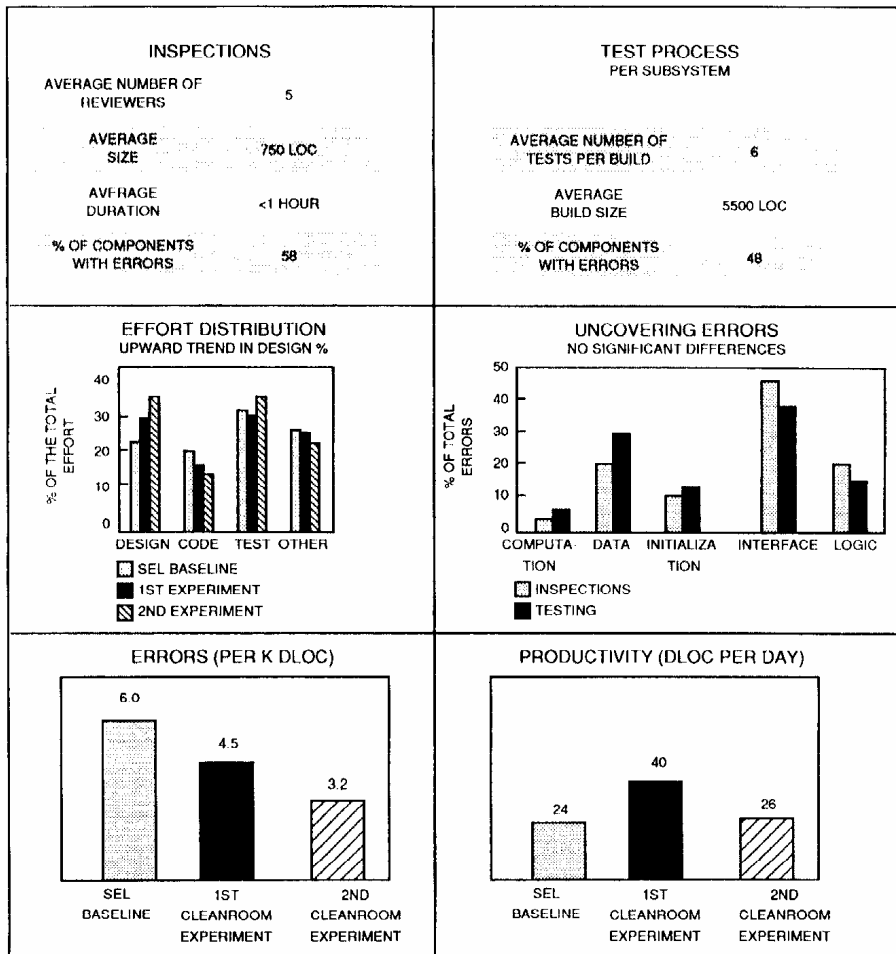 INSPECTIONS
AVERAGE NUMBER OF
REVIEWERS
5
AVERAGE
SIZE
750 LOC
AVERAGE
DURATION
<1 HOUR
% OF COMPONENTS
WITH ERRORS
58
TEST PROCESS
PER SUBSYSTEM
AVERAGE NUMBER OF
TESTS PER BUILD
6
AVERAGE
BUILD SIZE
5500 LOC
% OF COMPONENTS
WITH ERRORS
48
EFFORT DISTRIBUTION
UPWARD TREND IN DESIGN %
% OF THE TOTAL
EFFORT
40
30
20
10
0
DESIGN CODE TEST OTHER
SEL BASELINE
1ST EXPERIMENT
2ND EXPERIMENT
UNCOVERING ERRORS
NO SIGNIFICANT DIFFERENCES
% OF TOTAL
ERRORS
50
40
30
20
10
0
COMPUTA- DATA INITIALIZA INTERFACE LOGIC
TION TION
INSPECTIONS
TESTING
ERRORS (PER K DLOC)
6.0
4.5
3.2
SEL 1ST 2ND
BASELINE CLEANROOM CLEANROOM
EXPERIMENT EXPERIMENT
PRODUCTIVITY (DLOC PER DAY)
24
40
26
SEL 1ST 2ND
BASELINE CLEANROOM CLEANROOM
EXPERIMENT EXPERIMENT